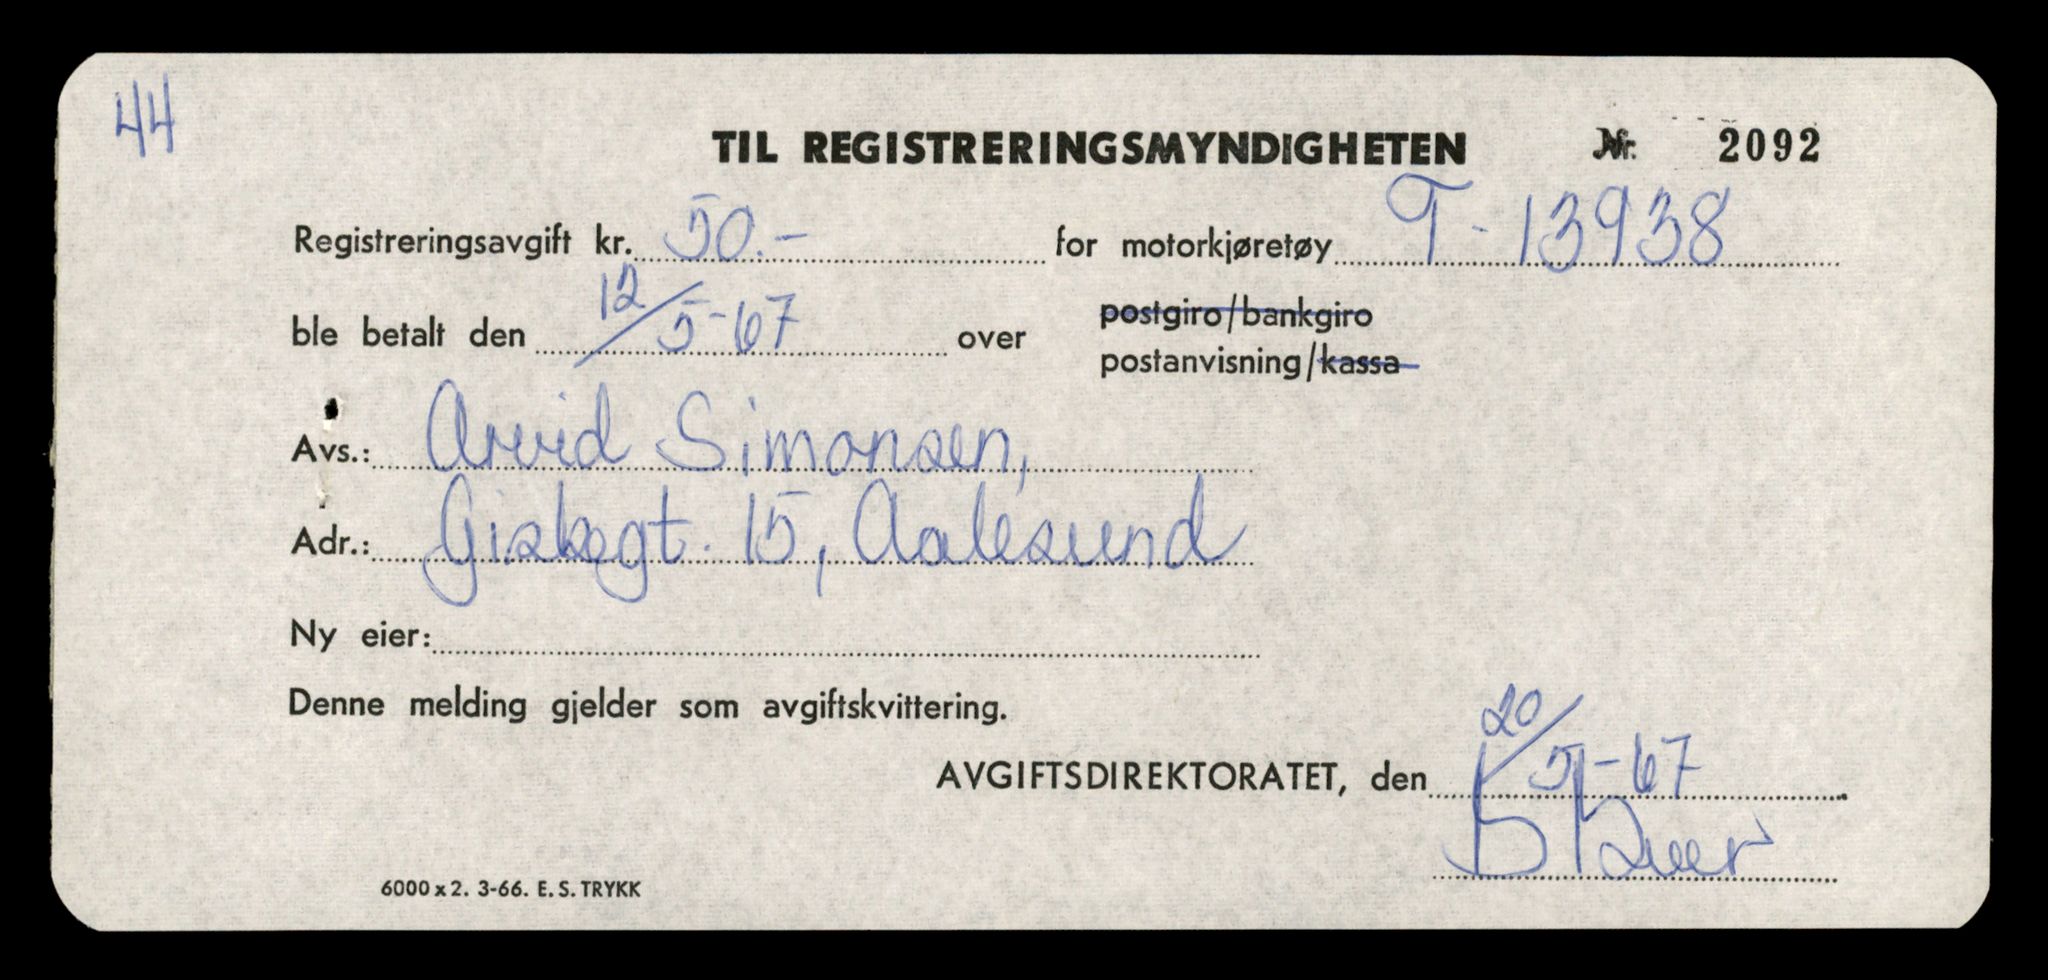 44
TIL REGISTRERINGSMYNDIGHETEN Nr. 2092
Registreringsavgift kr. 50.- for motorkjøretøy T-13938
ble betalt den 12/5-67 over postgiro/bankgiro
postanvisning/kassa
Avs.: Arvid Simonsen,
Adr.: Giskegt. 15, Aalesund
Ny eier:
Denne melding gjelder som avgiftskvittering.
AVGIFTSDIREKTORATET, den 20/5-67
6000 x 2. 3-66. E. S. TRYKK